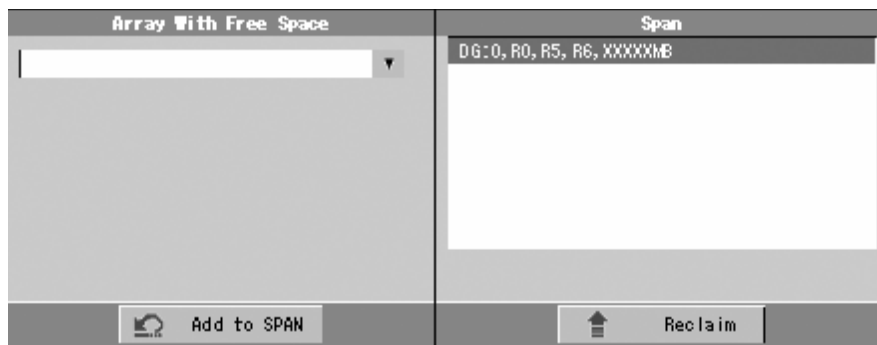 Array With Free Space
Span
DG:0, R0, R5, R6, XXXXXMB
Add to SPAN
Reclaim